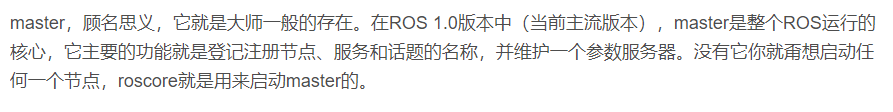 master，顾名思义，它就是大师一般的存在。在ROS 1.0版本中（当前主流版本），master是整个ROS运行的
核心，它主要的功能就是登记注册节点、服务和话题的名称，并维护一个参数服务器。没有它你就甭想启动任
何一个节点，roscore就是用来启动master的。